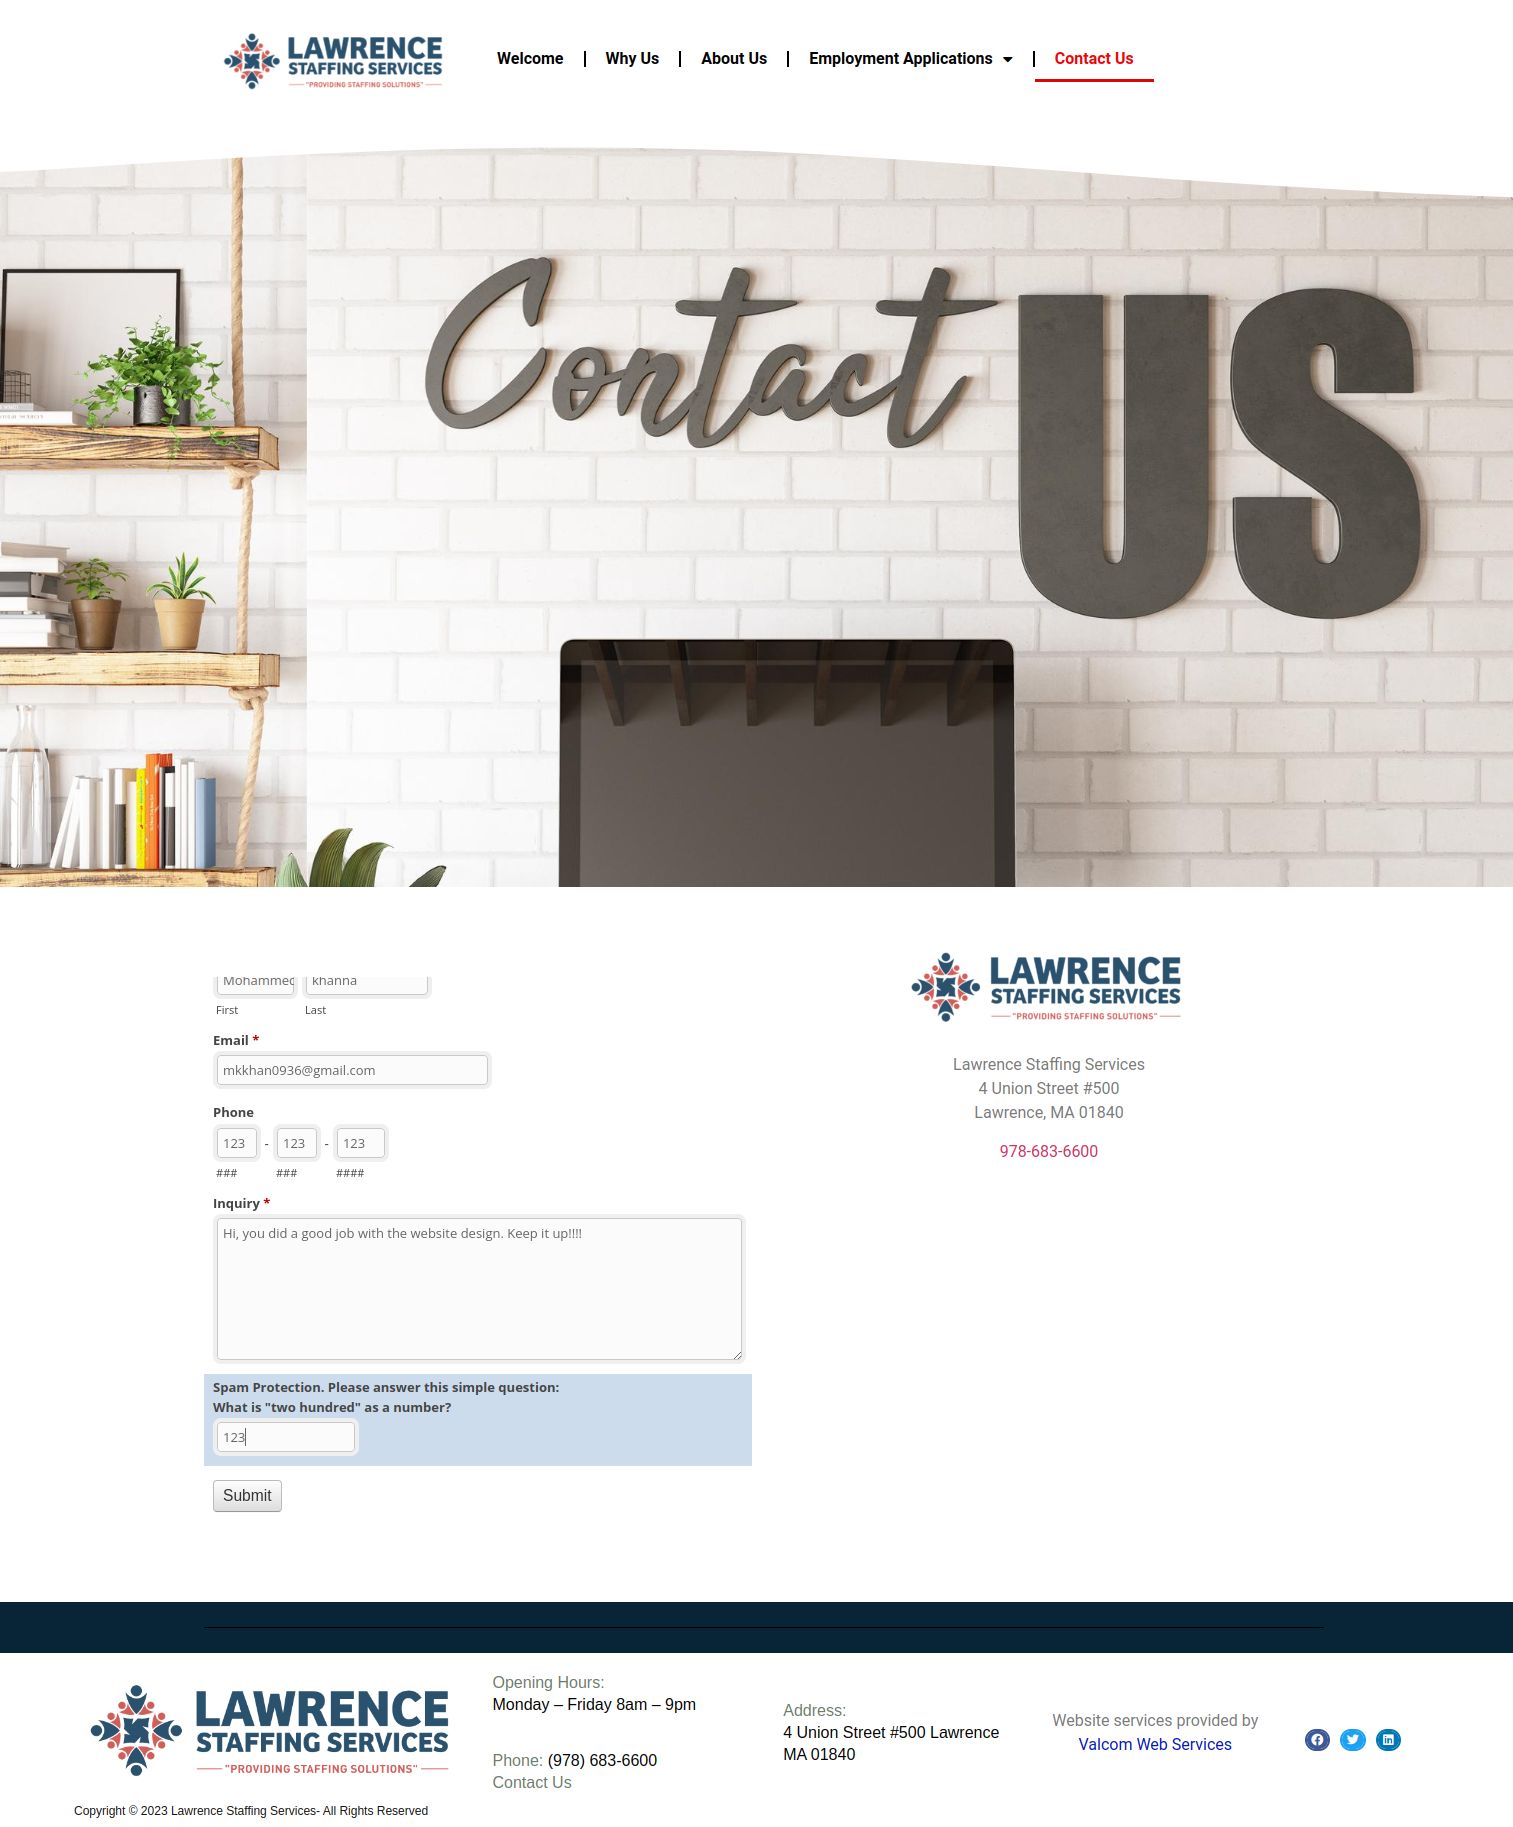 LAWRENCE
STAFFING SERVICES
"PROVIDING STAFFING SOLUTIONS"
Welcome
Why Us
About Us
Employment Applications
Contact Us
Contact US
Mohammed
khanna
First
Last
Email *
mkkhan0936@gmail.com
Phone
123 - 123 - 123
### ### ####
Inquiry *
Hi, you did a good job with the website design. Keep it up!!!!
Spam Protection. Please answer this simple question:
What is "two hundred" as a number?
123
Submit
LAWRENCE
STAFFING SERVICES
"PROVIDING STAFFING SOLUTIONS"
Lawrence Staffing Services
4 Union Street #500
Lawrence, MA 01840
978-683-6600
LAWRENCE
STAFFING SERVICES
"PROVIDING STAFFING SOLUTIONS"
Copyright © 2023 Lawrence Staffing Services- All Rights Reserved
Opening Hours:
Monday – Friday 8am – 9pm
Phone: (978) 683-6600
Contact Us
Address:
4 Union Street #500 Lawrence
MA 01840
Website services provided by
Valcom Web Services